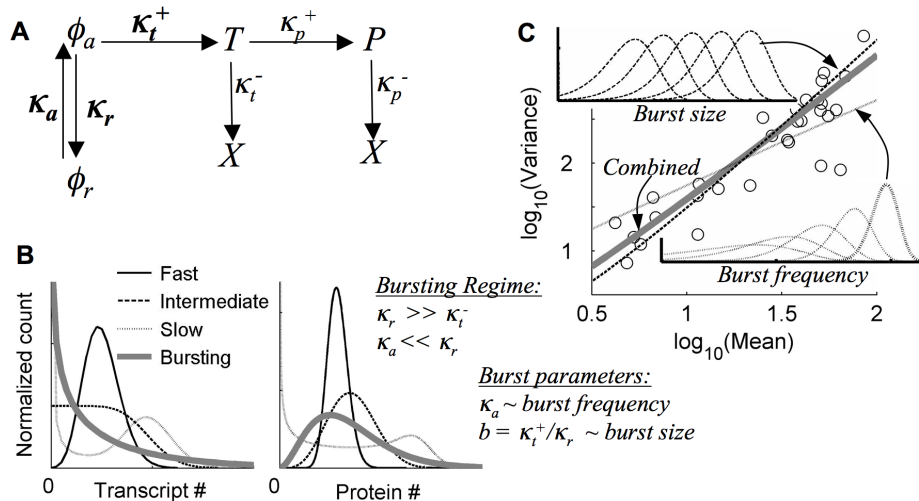 A
ϕa κt+ T κp+ P
κa κr κt- κp-
ϕr X X
B
Fast
Intermediate
Slow
Bursting
Normalized count
0
Transcript #
0
Protein #
Bursting Regime:
κr >> κt-
κa << κr
Burst parameters:
κa ~ burst frequency
b = κt+/κr ~ burst size
C
Burst size
Combined
Burst frequency
log10(Variance)
2
1
0.5 1 1.5 2
log10(Mean)